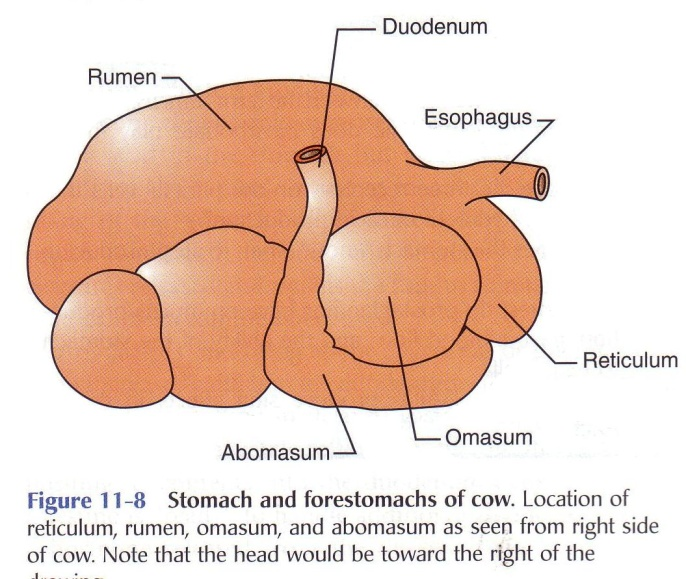 Duodenum
Rumen
Esophagus
Reticulum
Omasum
Abomasum
Figure 11-8 Stomach and forestomachs of cow. Location of
reticulum, rumen, omasum, and abomasum as seen from right side
of cow. Note that the head would be toward the right of the